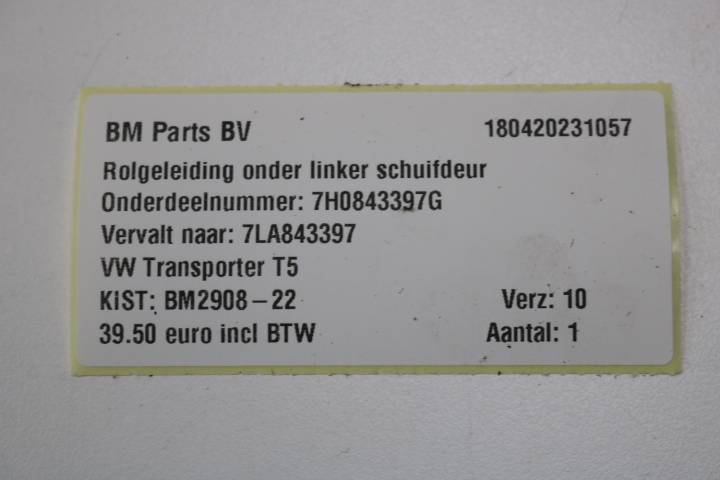 BM Parts BV 180420231057
Rolgeleiding onder linker schuifdeur
Onderdeelnummer: 7H0843397G
Vervalt naar: 7LA843397
VW Transporter T5
KiST: BM2908-22 Verz: 10
39.50 euro incl BTW Aantal: 1